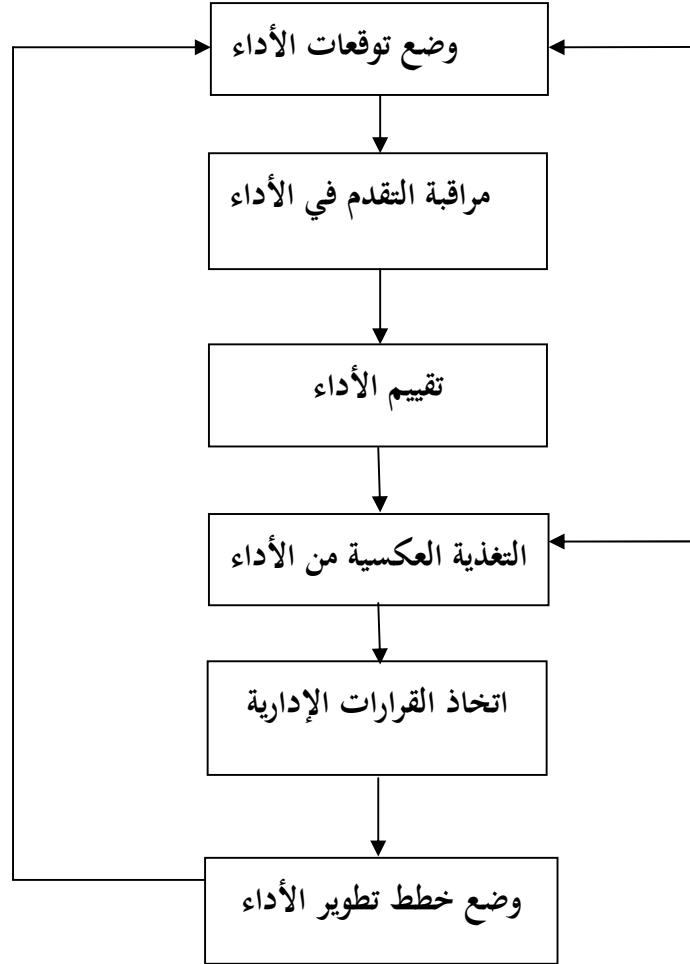 وضع توقعات الأداء
مراقبة التقدم في الأداء
تقييم الأداء
التغذية العكسية من الأداء
اتخاذ القرارات الإدارية
وضع خطط تطوير الأداء